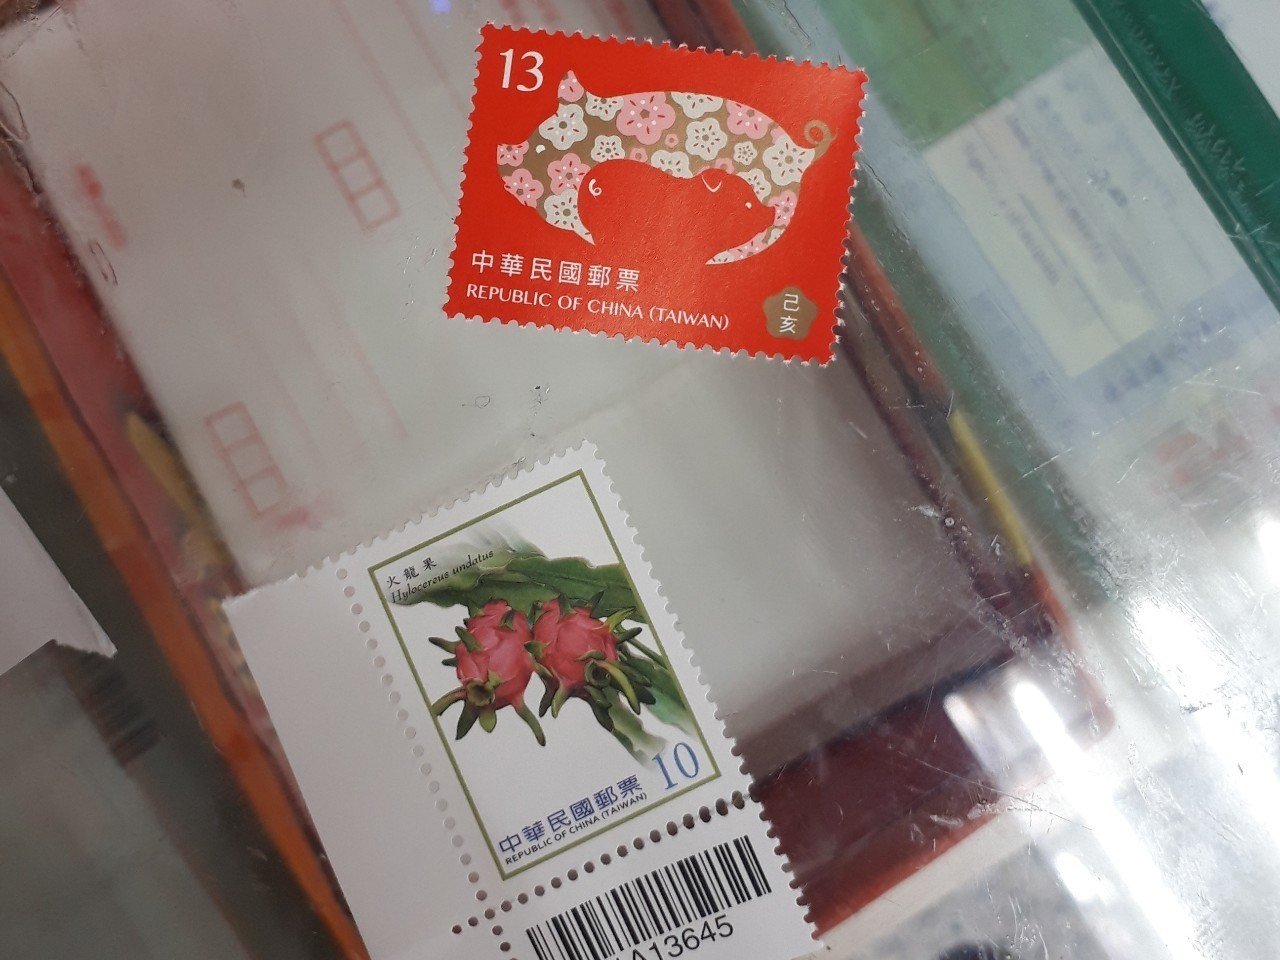 13
中華民國郵票
REPUBLIC OF CHINA (TAIWAN)
己
亥
火龍果
Hylocereus undatus
10
中華民國郵票
REPUBLIC OF CHINA (TAIWAN)
A13645